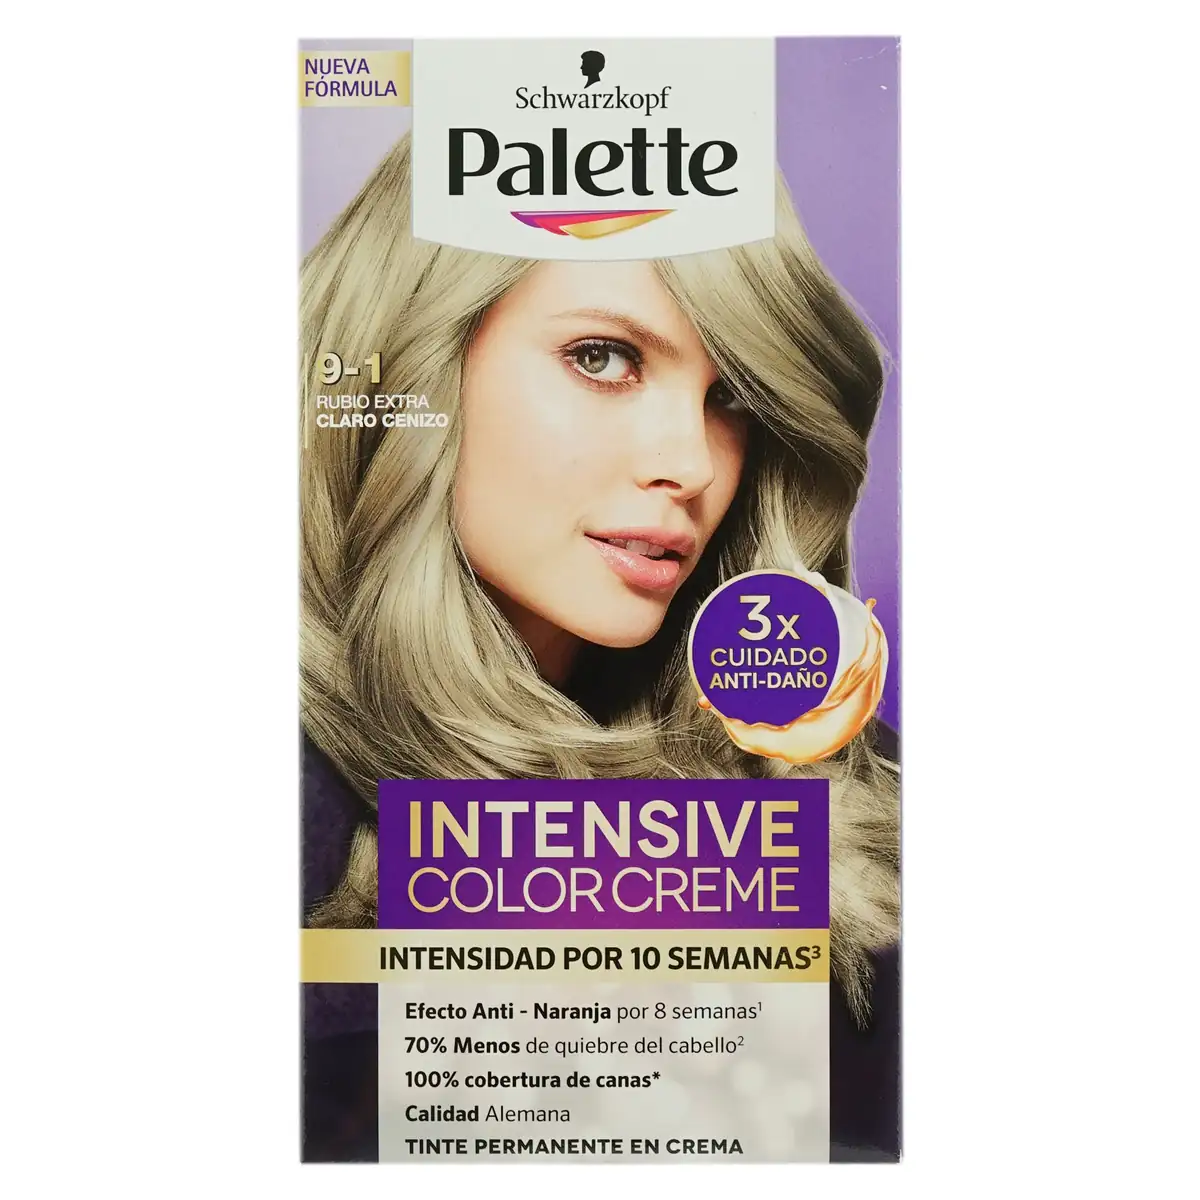 NUEVA
FÓRMULA
Schwarzkopf
Palette
9-1
RUBIO EXTRA
CLARO CENIZO
3x
CUIDADO
ANTI-DAÑO
INTENSIVE
COLOR CREME
INTENSIDAD POR 10 SEMANAS³
Efecto Anti - Naranja por 8 semanas¹
70% Menos de quiebre del cabello²
100% cobertura de canas*
Calidad Alemana
TINTE PERMANENTE EN CREMA